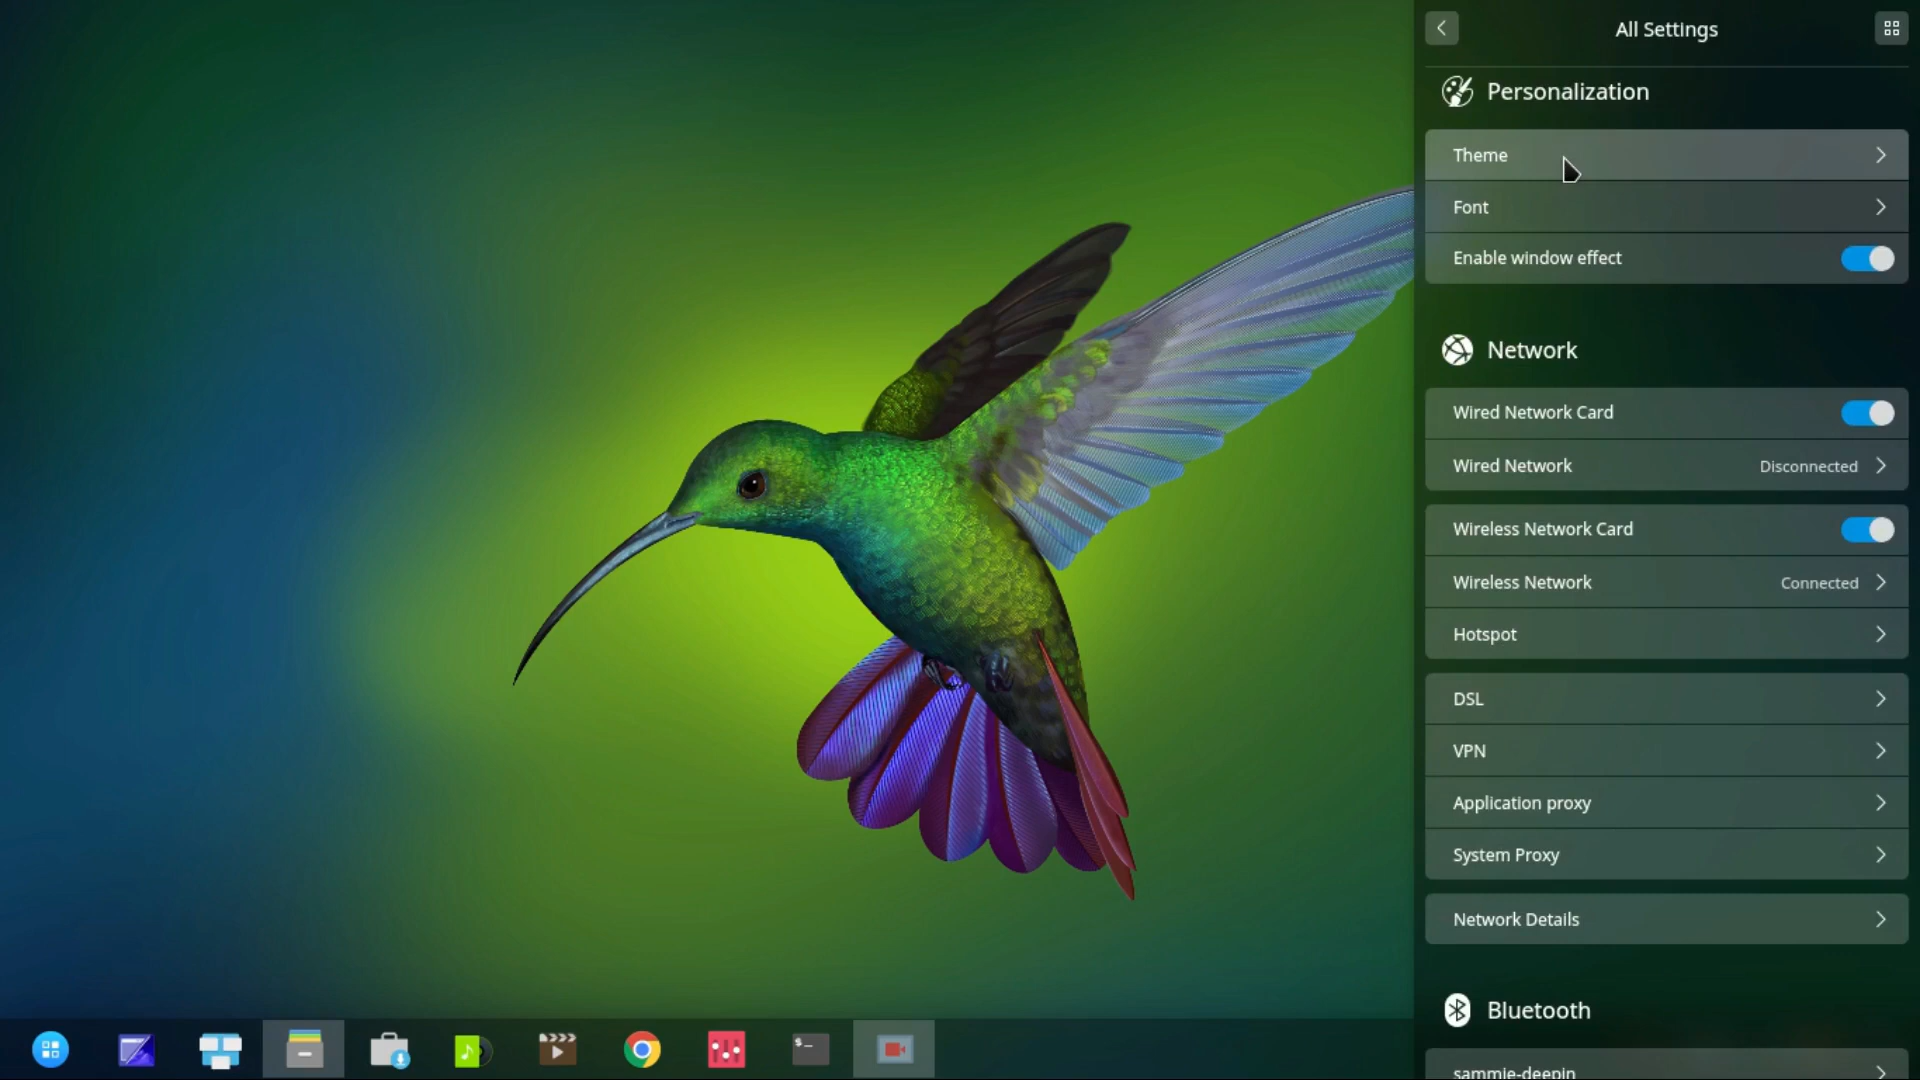 All Settings
Personalization
Theme
Font
Enable window effect
Network
Wired Network Card
Wired Network Disconnected
Wireless Network Card
Wireless Network Connected
Hotspot
DSL
VPN
Application proxy
System Proxy
Network Details
Bluetooth
sammie-deepin
$_